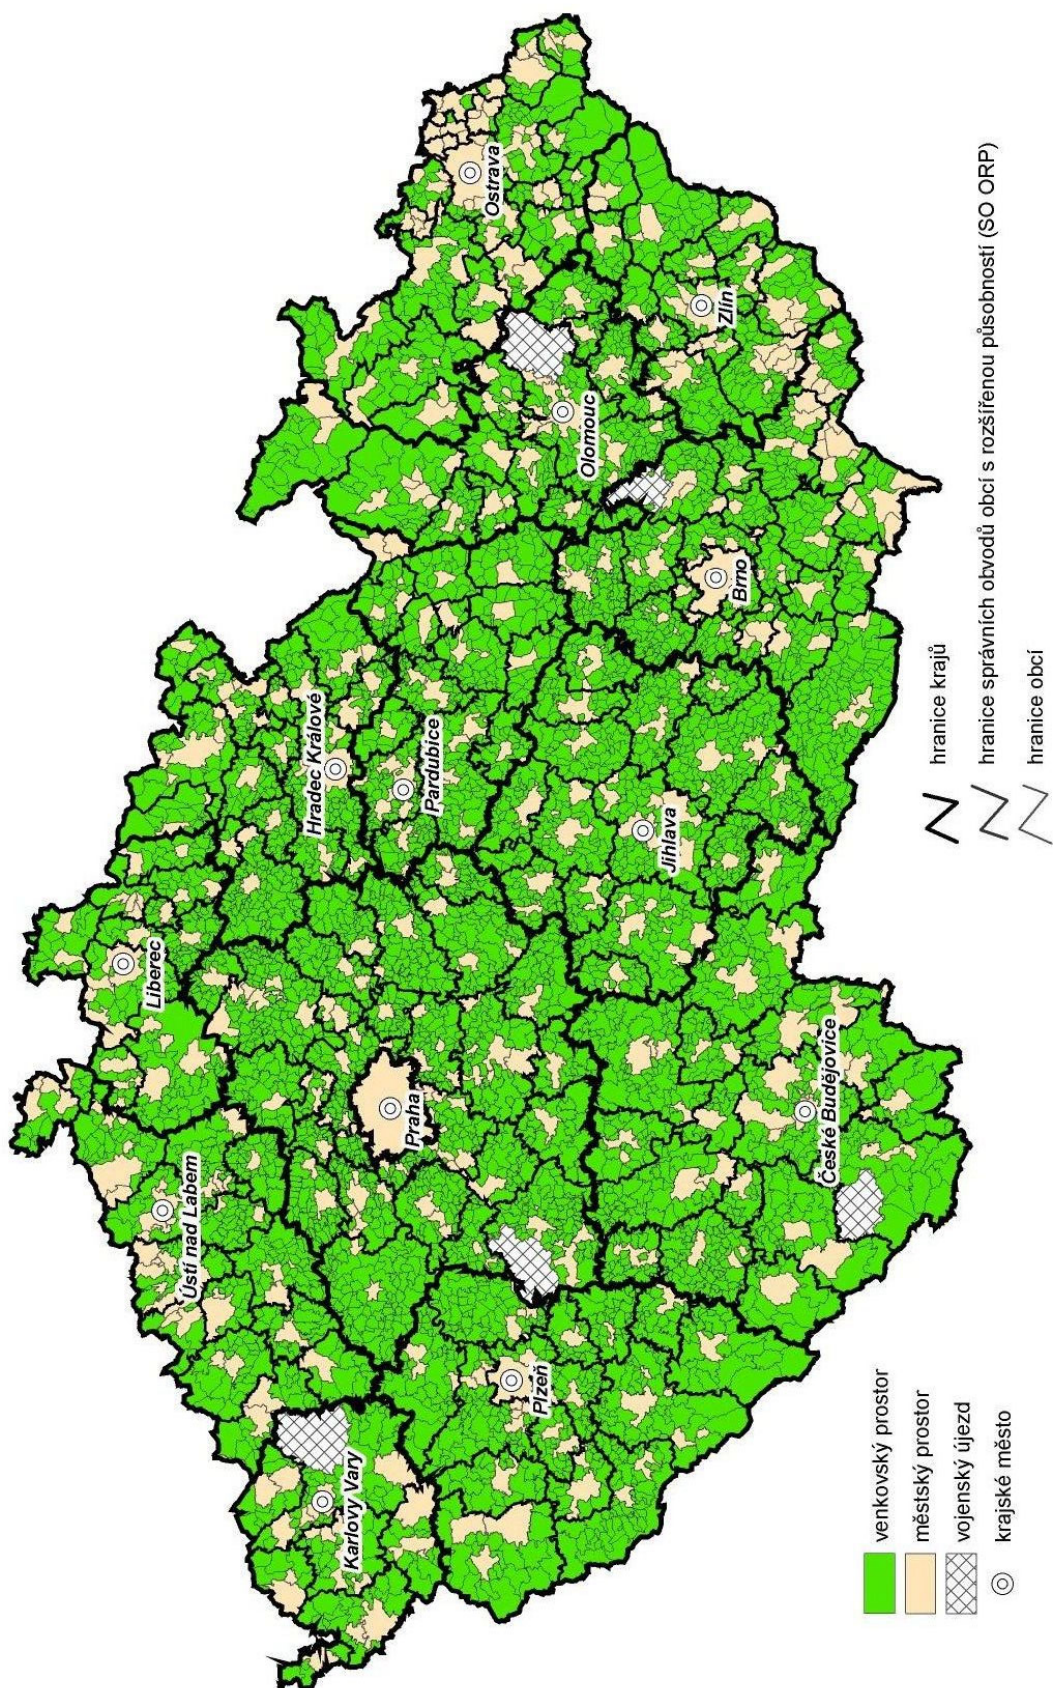 Liberec
Ústí nad Labem
Karlovy Vary
Hradec Králové
Praha
Pardubice
Ostrava
Plzeň
Olomouc
Jihlava
Zlín
Brno
České Budějovice
venkovský prostor
městský prostor
vojenský újezd
krajské město
hranice krajů
hranice správních obvodů obcí s rozšířenou působností (SO ORP)
hranice obcí